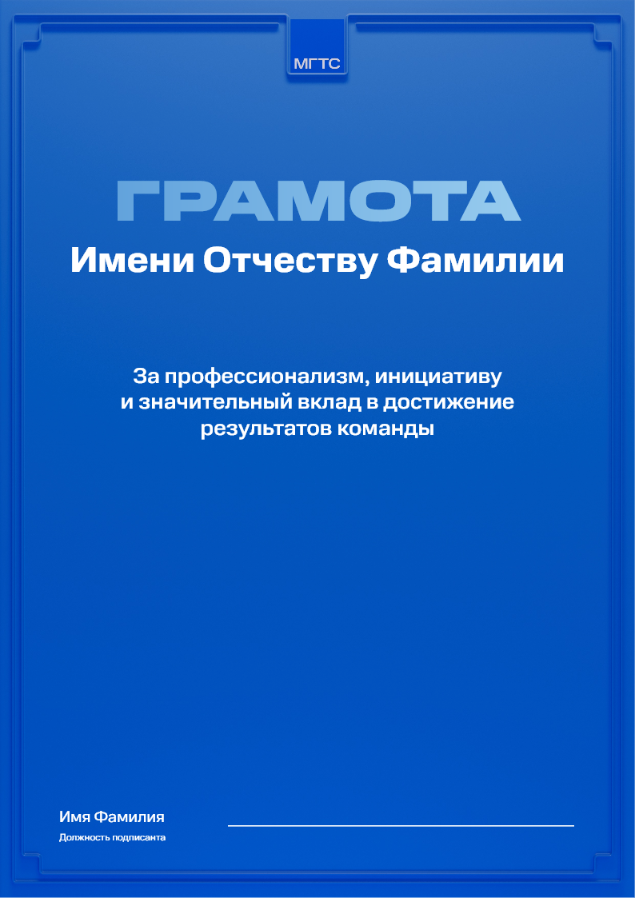 МГТС
ГРАМОТА
Имени Отчеству Фамилии
За профессионализм, инициативу
и значительный вклад в достижение
результатов команды
Имя Фамилия
Должность подписанта